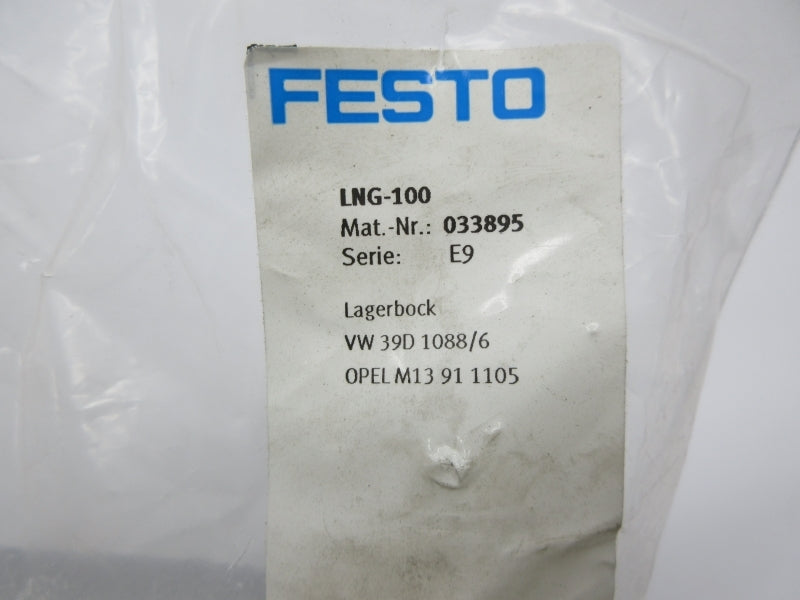 FESTO
LNG-100
Mat.-Nr.: 033895
Serie: E9
Lagerbock
VW 39D 1088/6
OPEL M13 91 1105